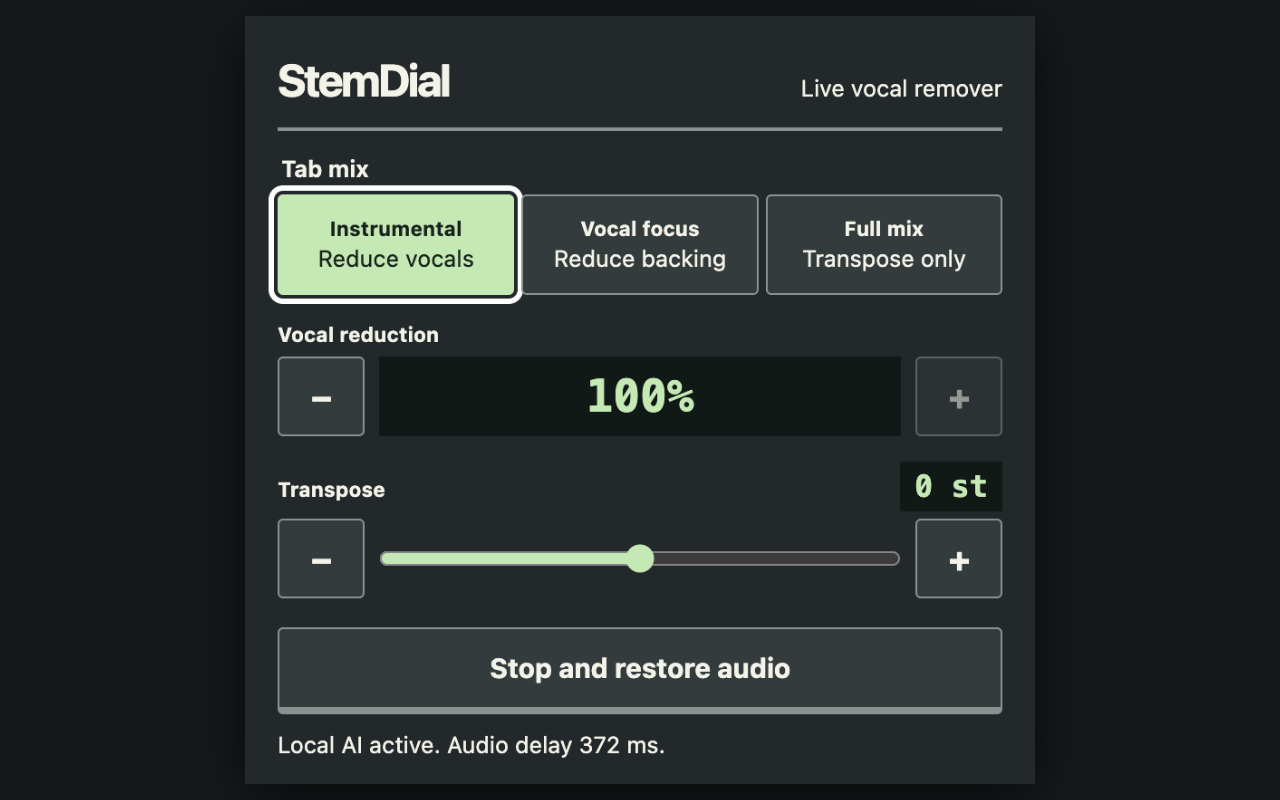 StemDial
Live vocal remover
Tab mix
Instrumental
Reduce vocals
Vocal focus
Reduce backing
Full mix
Transpose only
Vocal reduction
−
100%
+
Transpose
0 st
−
+
Stop and restore audio
Local AI active. Audio delay 372 ms.